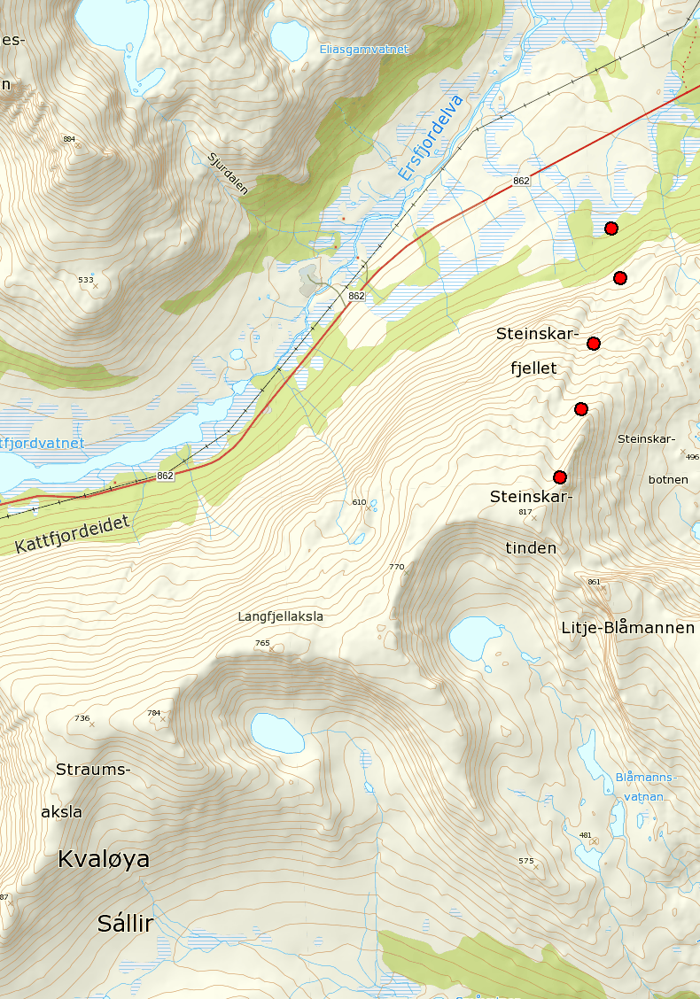 es-
Eliasgamvatnet
n
884
Sjurdalen
Ersfjordelva
862
533
862
Steinskar-
fjellet
tfjordvatnet
Steinskar-
496
862
botnen
Steinskar-
610
817
Kattfjordeidet
tinden
770
861
Langfjellaksla
Litje-Blåmannen
765
784
736
Straums-
Blåmanns-
vatnan
aksla
481
Kvaløya
575
87
Sállir